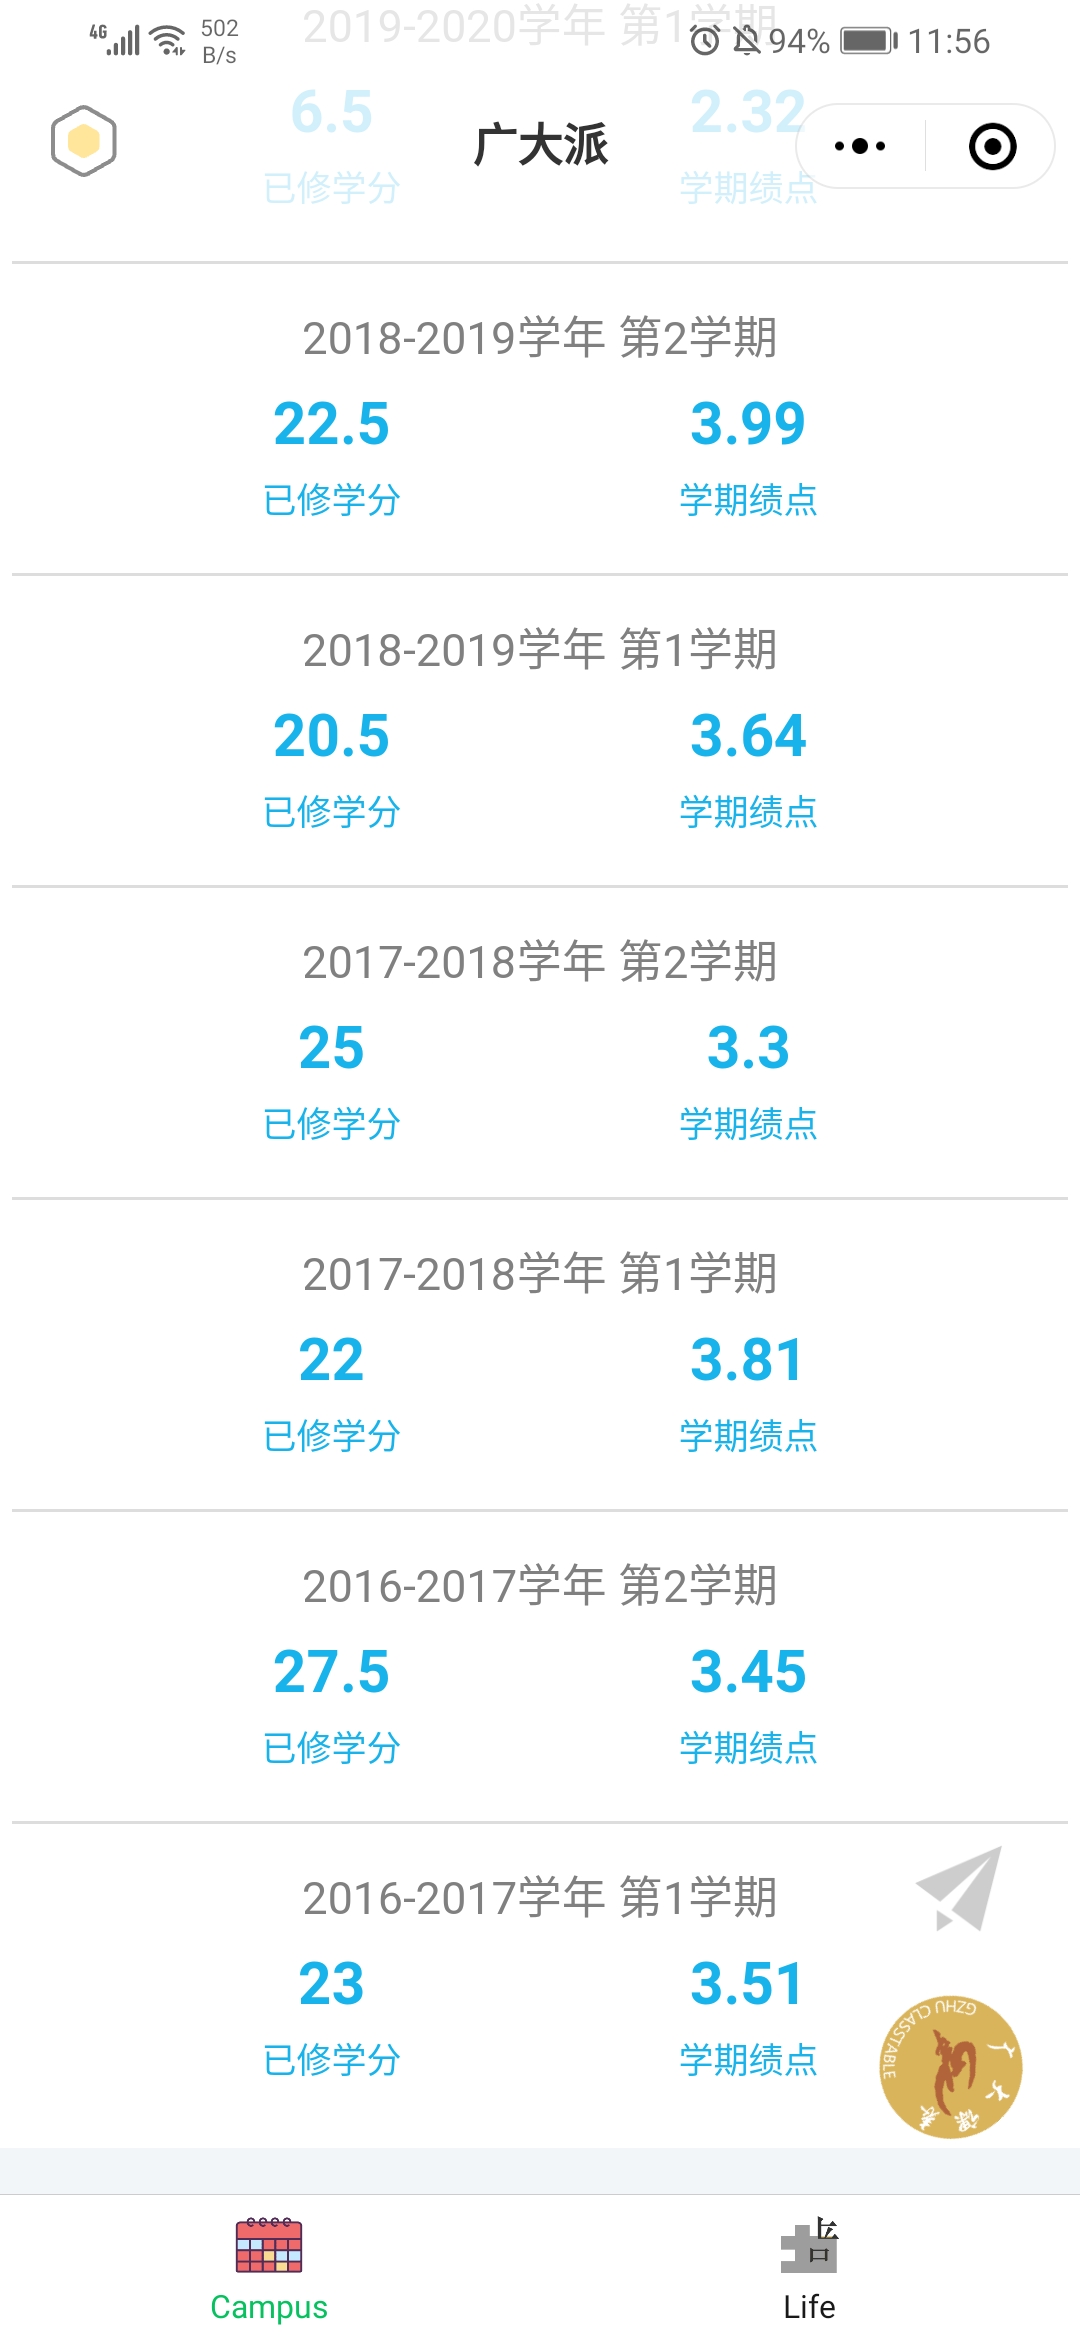 4G 502 B/s 94% 11:56
2019-2020学年 第1学期
6.5 2.32
广大派
已修学分 学期绩点
2018-2019学年 第2学期
22.5 3.99
已修学分 学期绩点
2018-2019学年 第1学期
20.5 3.64
已修学分 学期绩点
2017-2018学年 第2学期
25 3.3
已修学分 学期绩点
2017-2018学年 第1学期
22 3.81
已修学分 学期绩点
2016-2017学年 第2学期
27.5 3.45
已修学分 学期绩点
2016-2017学年 第1学期
23 3.51
已修学分 学期绩点
GZHU CLASSTABLE
广大课表
Campus Life